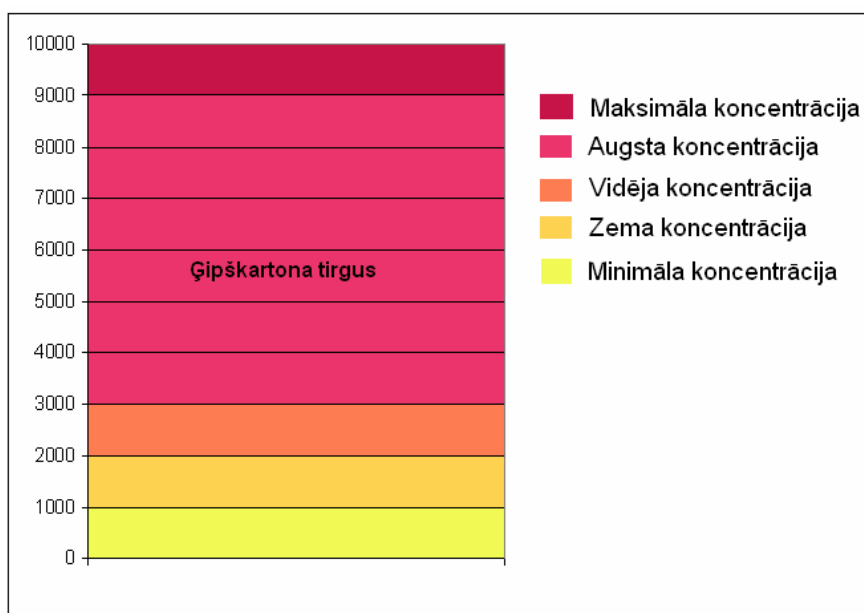 10000
9000
8000
7000
6000
5000
4000
3000
2000
1000
0
Ģipškartona tirgus
Maksimāla koncentrācija
Augsta koncentrācija
Vidēja koncentrācija
Zema koncentrācija
Minimāla koncentrācija